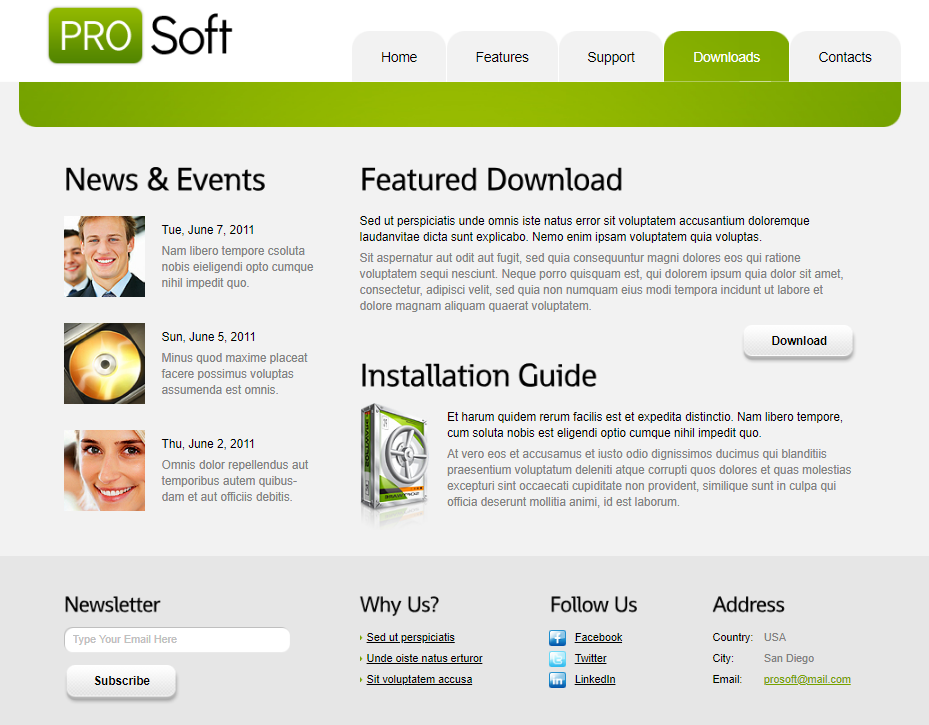 PRO Soft
Home
Features
Support
Downloads
Contacts
News & Events
Tue, June 7, 2011
Nam libero tempore csoluta
nobis eieligendi opto cumque
nihil impedit quo.
Sun, June 5, 2011
Minus quod maxime placeat
facere possimus voluptas
assumenda est omnis.
Thu, June 2, 2011
Omnis dolor repellendus aut
temporibus autem quibus-
dam et aut officiis debitis.
Featured Download
Sed ut perspiciatis unde omnis iste natus error sit voluptatem accusantium doloremque
laudanvitae dicta sunt explicabo. Nemo enim ipsam voluptatem quia voluptas.
Sit aspernatur aut odit aut fugit, sed quia consequuntur magni dolores eos qui ratione
voluptatem sequi nesciunt. Neque porro quisquam est, qui dolorem ipsum quia dolor sit amet,
consectetur, adipisci velit, sed quia non numquam eius modi tempora incidunt ut labore et
dolore magnam aliquam quaerat voluptatem.
Download
Installation Guide
Et harum quidem rerum facilis est et expedita distinctio. Nam libero tempore,
cum soluta nobis est eligendi optio cumque nihil impedit quo.
At vero eos et accusamus et iusto odio dignissimos ducimus qui blanditiis
praesentium voluptatum deleniti atque corrupti quos dolores et quas molestias
excepturi sint occaecati cupiditate non provident, similique sunt in culpa qui
officia deserunt mollitia animi, id est laborum.
Newsletter
Type Your Email Here
Subscribe
Why Us?
Sed ut perspiciatis
Unde oiste natus erturor
Sit voluptatem accusa
Follow Us
Facebook
Twitter
LinkedIn
Address
Country: USA
City: San Diego
Email: prosoft@mail.com